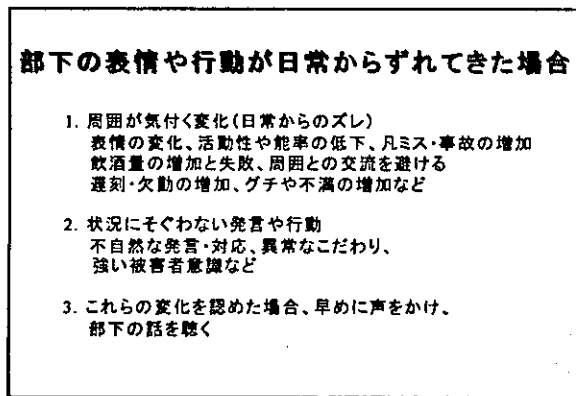 部下の表情や行動が日常からずれてきた場合
1. 周囲が気付く変化(日常からのズレ)
表情の変化、活動性や能率の低下、凡ミス・事故の増加
飲酒量の増加と失敗、周囲との交流を避ける
遅刻・欠勤の増加、グチや不満の増加など
2. 状況にそぐわない発言や行動
不自然な発言・対応、異常なこだわり、
強い被害者意識など
3. これらの変化を認めた場合、早めに声をかけ、
部下の話を聴く